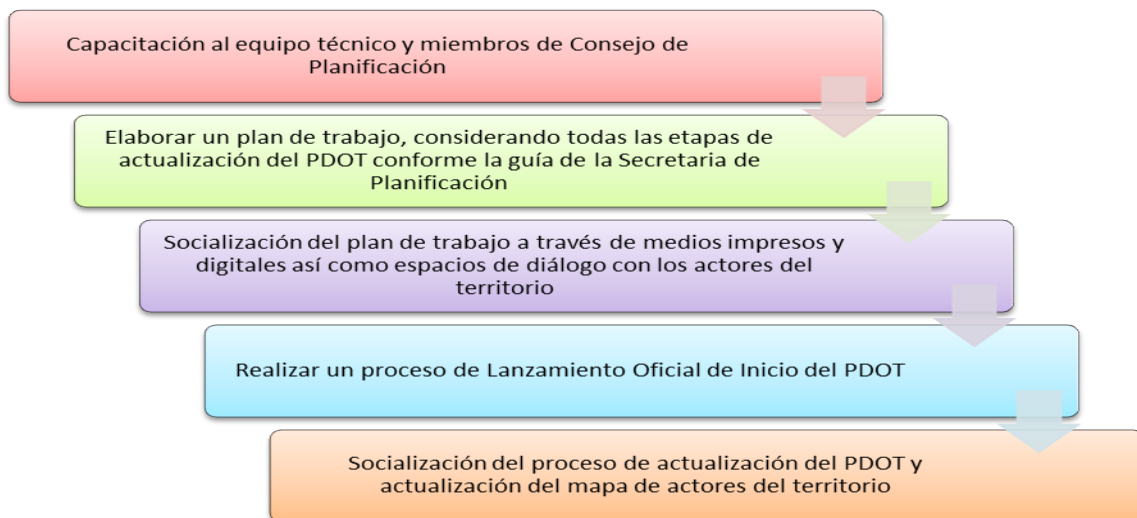 Capacitación al equipo técnico y miembros de Consejo de
Planificación
Elaborar un plan de trabajo, considerando todas las etapas de
actualización del PDOT conforme la guía de la Secretaria de
Planificación
Socialización del plan de trabajo a través de medios impresos y
digitales así como espacios de diálogo con los actores del
territorio
Realizar un proceso de Lanzamiento Oficial de Inicio del PDOT
Socialización del proceso de actualización del PDOT y
actualización del mapa de actores del territorio